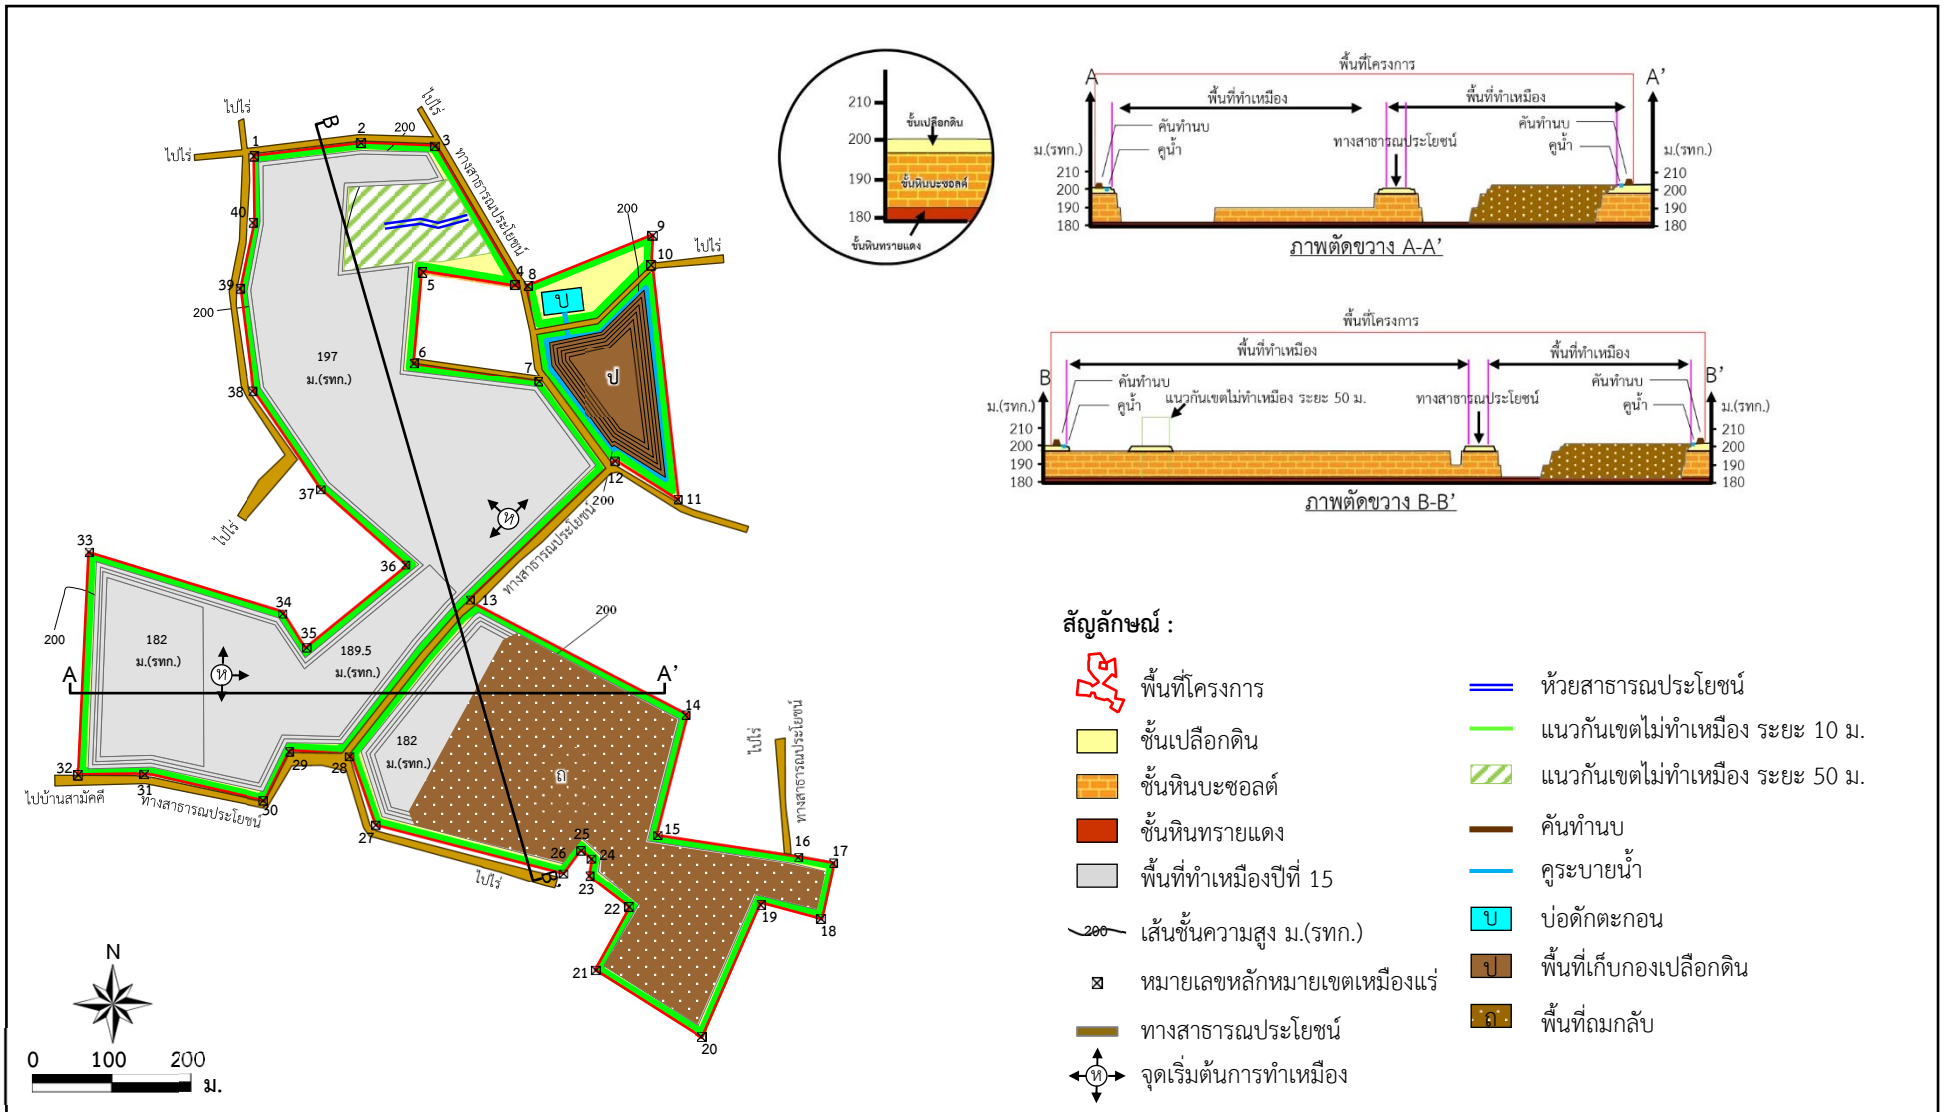 ไปไร่
ไปไร่
ไปไร่
B
1
2
200
3
ทางสาธารณประโยชน์
40
200
9
10
ไปไร่
4
8
5
39
200
บ
6
7
ป
197
ม.(รทก.)
38
12
200
11
37
ห
ไปไร่
ทางสาธารณประโยชน์
33
36
13
200
34
35
200
182
ม.(รทก.)
189.5
ม.(รทก.)
A
ห
A'
14
ไปไร่
ทางสาธารณประโยชน์
182
ม.(รทก.)
ถ
29
28
32
31
30
ไปบ้านสามัคคี
ทางสาธารณประโยชน์
27
15
16
17
25
24
26
23
B'
ไปไร่
22
19
18
21
20
N
0 100 200
ม.
210
200
190
180
ชั้นเปลือกดิน
ชั้นหินบะซอลต์
ชั้นหินทรายแดง
พื้นที่โครงการ
A
A'
พื้นที่ทำเหมือง
พื้นที่ทำเหมือง
คันทำนบ
คูน้ำ
ทางสาธารณประโยชน์
คันทำนบ
คูน้ำ
ม.(รทก.)
ม.(รทก.)
210
200
190
180
210
200
190
180
ภาพตัดขวาง A-A'
พื้นที่โครงการ
พื้นที่ทำเหมือง
พื้นที่ทำเหมือง
B
B'
คันทำนบ
คูน้ำ
แนวกันเขตไม่ทำเหมือง ระยะ 50 ม.
ทางสาธารณประโยชน์
คันทำนบ
คูน้ำ
ม.(รทก.)
ม.(รทก.)
210
200
190
180
210
200
190
180
ภาพตัดขวาง B-B'
สัญลักษณ์ :
พื้นที่โครงการ
ชั้นเปลือกดิน
ชั้นหินบะซอลต์
ชั้นหินทรายแดง
พื้นที่ทำเหมืองปีที่ 15
200 เส้นชั้นความสูง ม.(รทก.)
หมายเลขหลักหมายเขตเหมืองแร่
ทางสาธารณประโยชน์
ห จุดเริ่มต้นการทำเหมือง
ห้วยสาธารณประโยชน์
แนวกันเขตไม่ทำเหมือง ระยะ 10 ม.
แนวกันเขตไม่ทำเหมือง ระยะ 50 ม.
คันทำนบ
คูระบายน้ำ
บ บ่อดักตะกอน
ป พื้นที่เก็บกองเปลือกดิน
ถ พื้นที่ถมกลับ